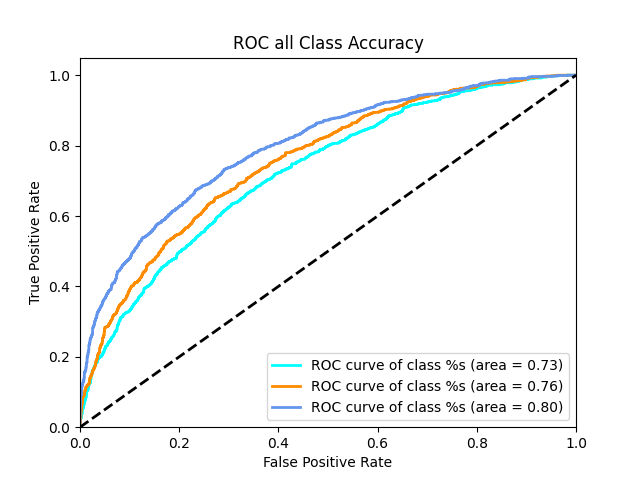 ROC all Class Accuracy
True Positive Rate
1.0
0.8
0.6
0.4
0.2
0.0
ROC curve of class %s (area = 0.73)
ROC curve of class %s (area = 0.76)
ROC curve of class %s (area = 0.80)
0.0 0.2 0.4 0.6 0.8 1.0
False Positive Rate